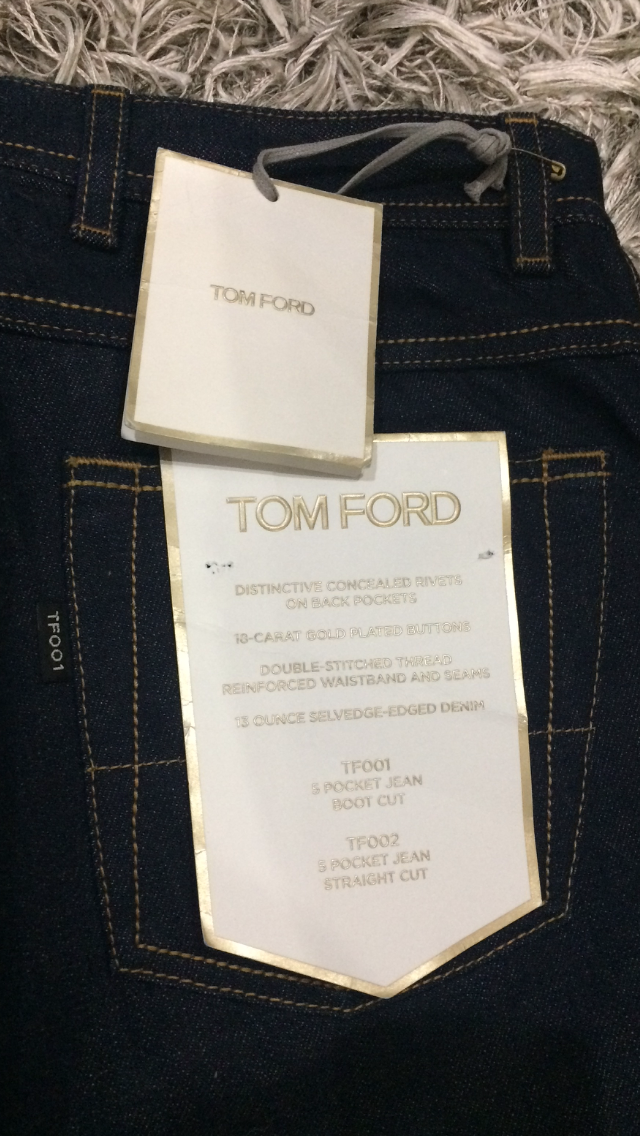 TOM FORD
TOM FORD
DISTINCTIVE CONCEALED RIVETS
ON BACK POCKETS
18-CARAT GOLD PLATED BUTTONS
DOUBLE-STITCHED THREAD
REINFORCED WAISTBAND AND SEAMS
13 OUNCE SELVEDGE-EDGED DENIM
TF001
5 POCKET JEAN
BOOT CUT
TF002
5 POCKET JEAN
STRAIGHT CUT
TF001